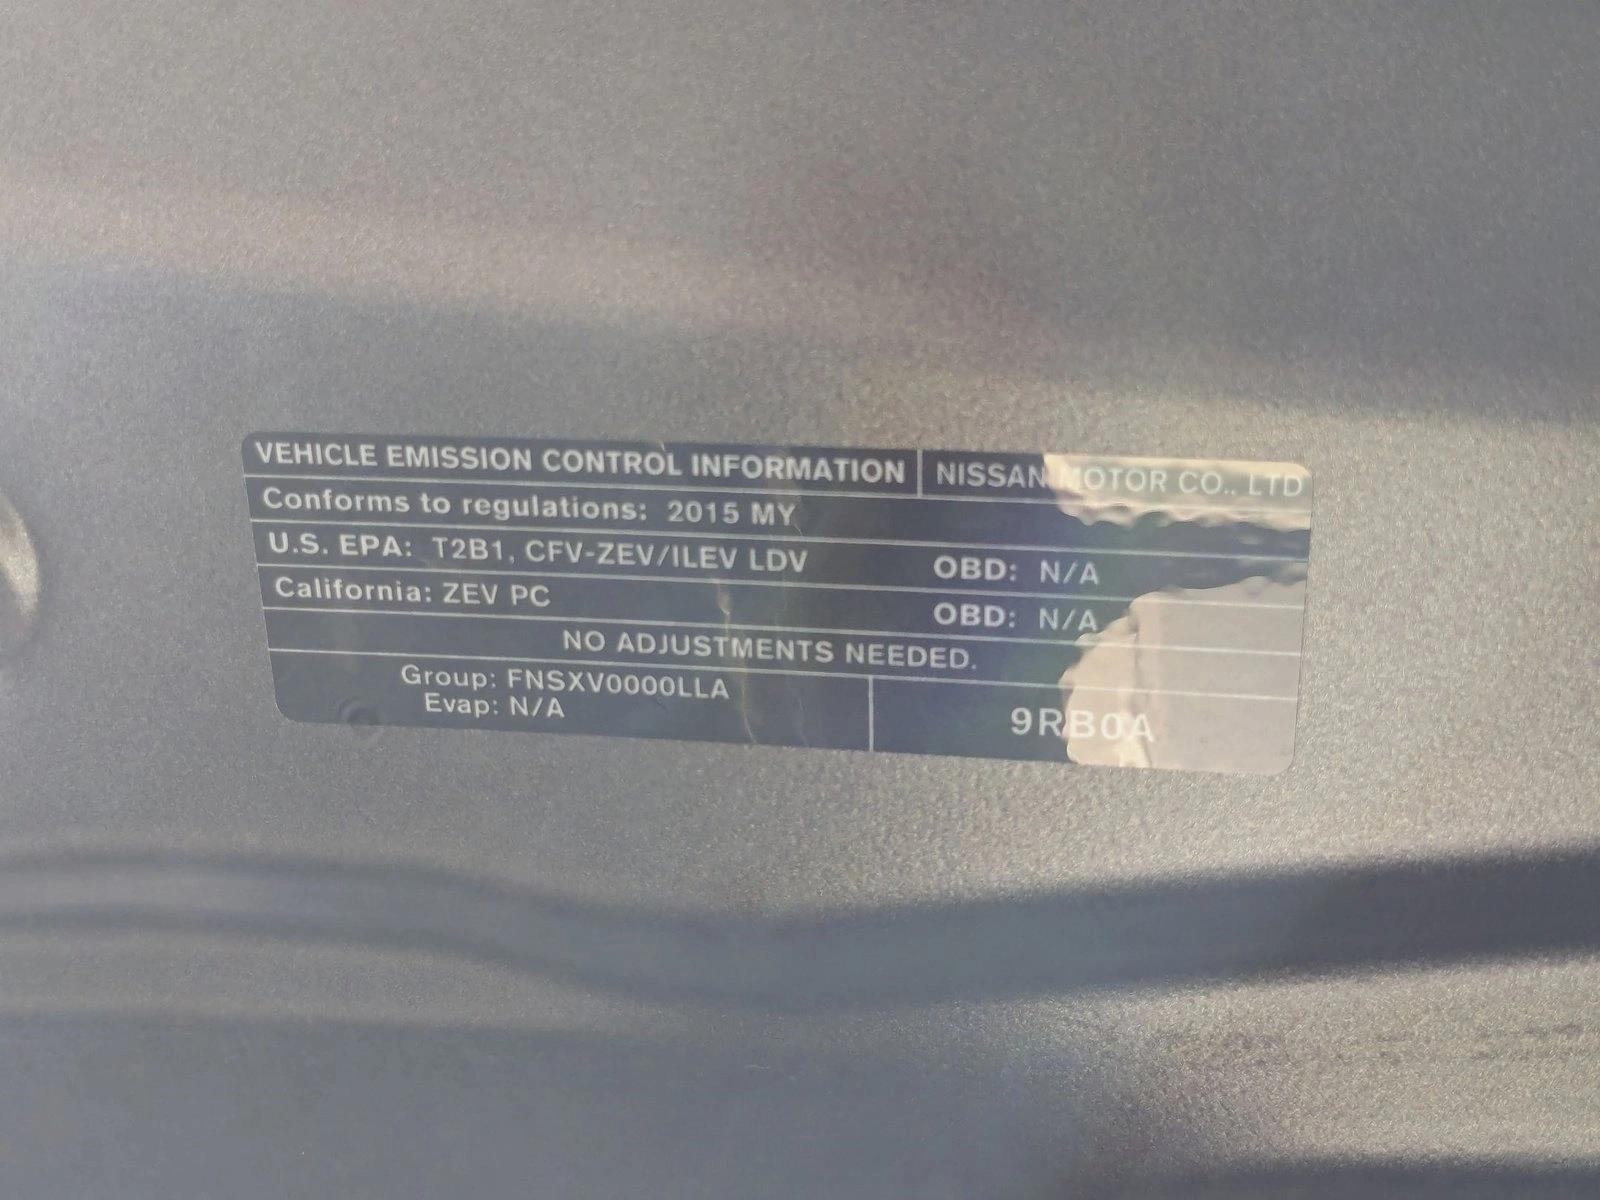 VEHICLE EMISSION CONTROL INFORMATION NISSAN MOTOR CO., LTD
Conforms to regulations: 2015 MY
U.S. EPA: T2B1, CFV-ZEV/ILEV LDV OBD: N/A
California: ZEV PC OBD: N/A
NO ADJUSTMENTS NEEDED.
Group: FNSXV0000LLA
Evap: N/A
9RB0A